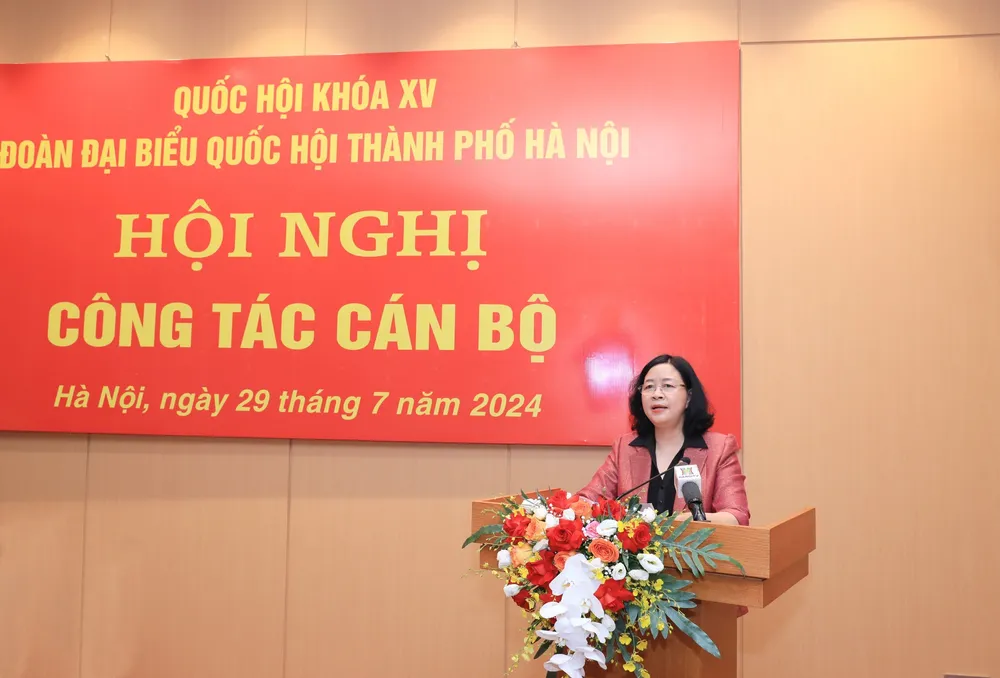 QUỐC HỘI KHÓA XV
ĐOÀN ĐẠI BIỂU QUỐC HỘI THÀNH PHỐ HÀ NỘI
HỘI NGHỊ
CÔNG TÁC CÁN BỘ
Hà Nội, ngày 29 tháng 7 năm 2024